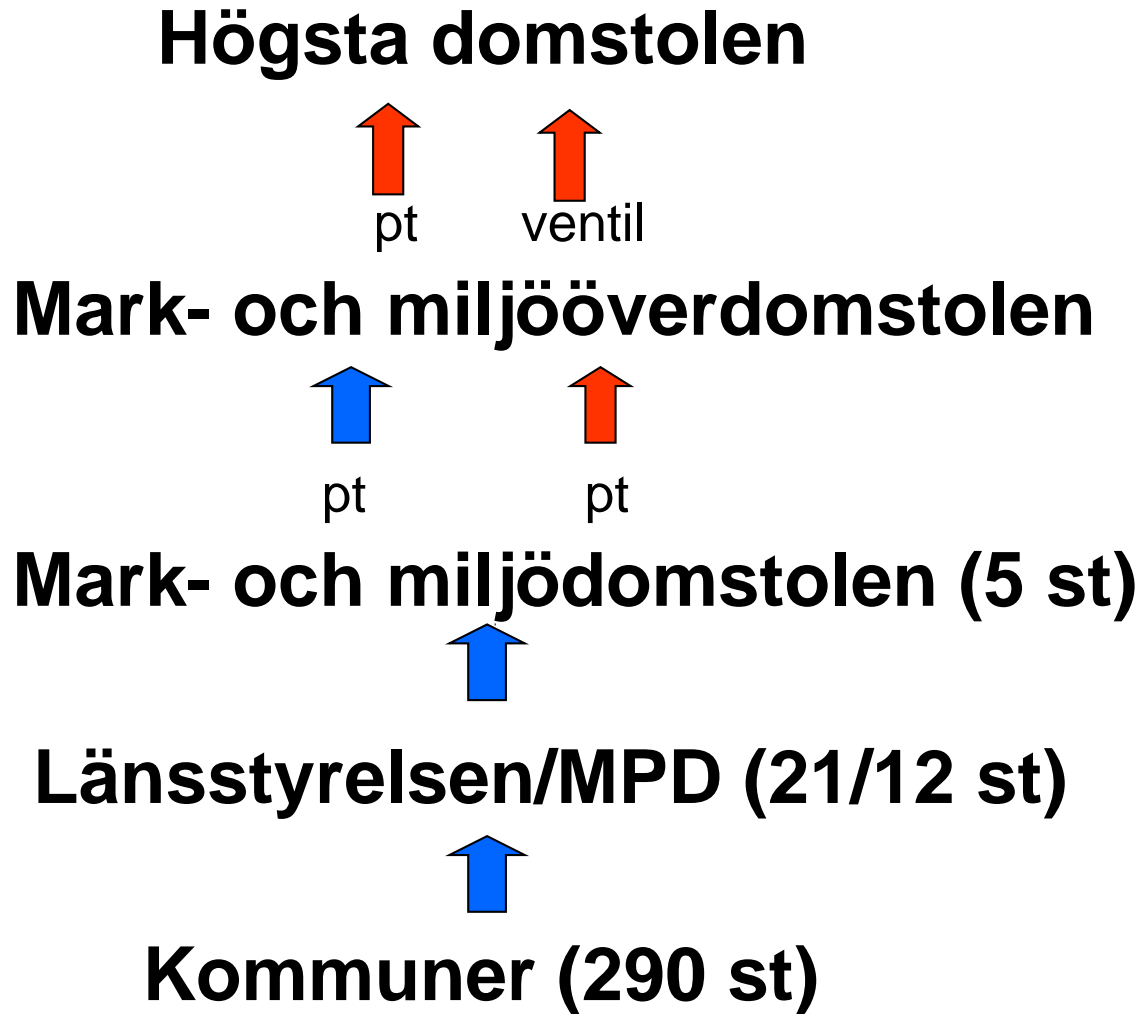 Högsta domstolen
pt ventil
Mark- och miljööverdomstolen
pt pt
Mark- och miljödomstolen (5 st)
Länsstyrelsen/MPD (21/12 st)
Kommuner (290 st)